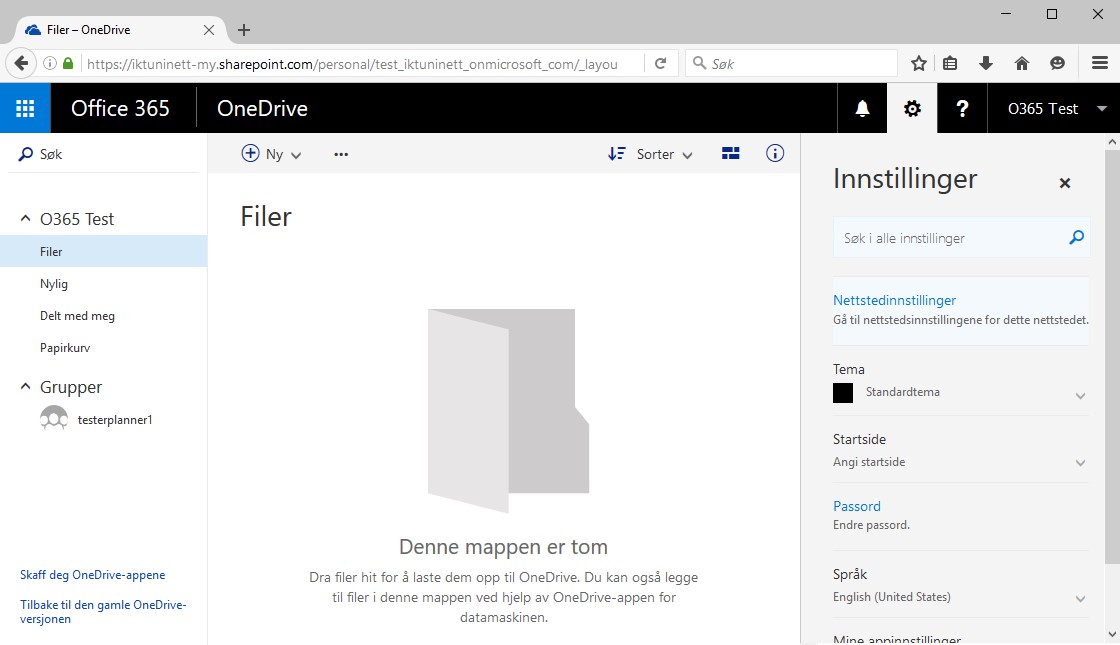 Filer – OneDrive
https://iktuninett-my.sharepoint.com/personal/test_iktuninett_onmicrosoft_com/_layou
Søk
Office 365
OneDrive
?
O365 Test
Søk
O365 Test
Filer
Nylig
Delt med meg
Papirkurv
Grupper
testerplanner1
Skaff deg OneDrive-appene
Tilbake til den gamle OneDrive-
versjonen
Ny
Sorter
Filer
Denne mappen er tom
Dra filer hit for å laste dem opp til OneDrive. Du kan også legge
til filer i denne mappen ved hjelp av OneDrive-appen for
datamaskinen.
Innstillinger
Søk i alle innstillinger
Nettstedinnstillinger
Gå til nettstedsinnstillingene for dette nettstedet.
Tema
Standardtema
Startside
Angi startside
Passord
Endre passord.
Språk
English (United States)
Mine appinnstillinger